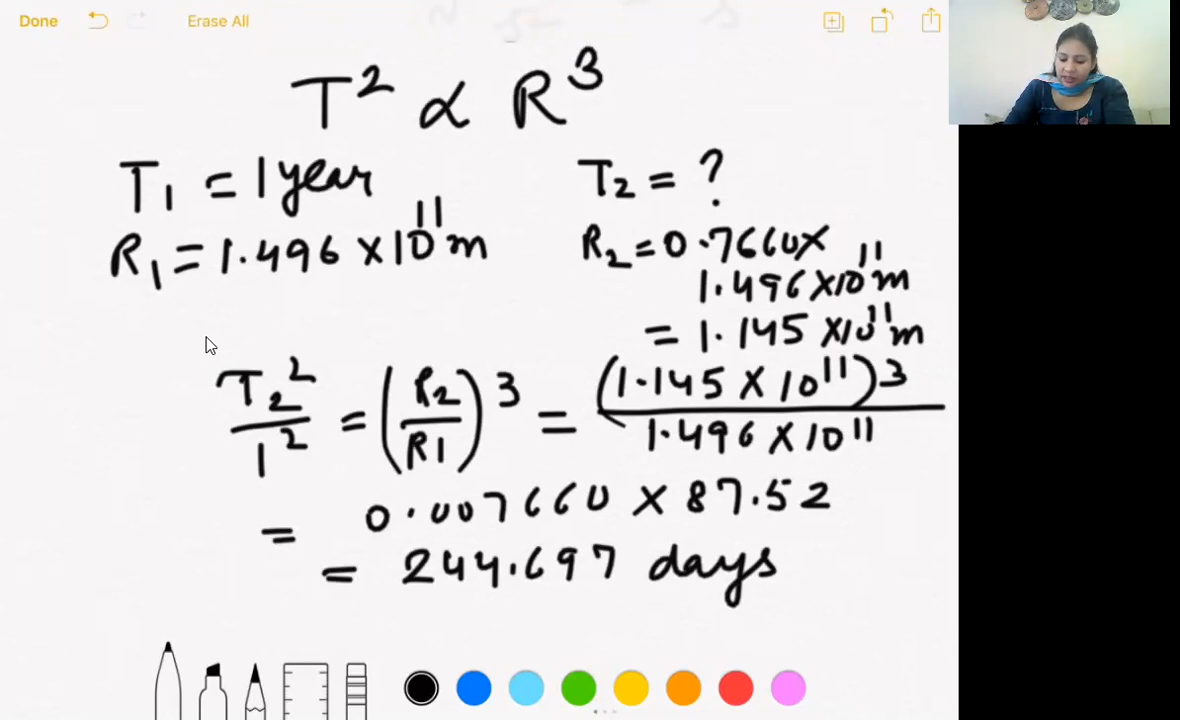 Done Erase All
T² ∝ R³
T₁ = 1 year
R₁ = 1.496 × 10¹¹ m
T₂ = ?
R₂ = 0.7660 ×
1.496 × 10¹¹ m
= 1.145 × 10¹¹ m
T₂²/1² = (R₂/R1)³ = (1.145 × 10¹¹)³/1.496 × 10¹¹
= 0.007660 × 87.52
= 244.697 days